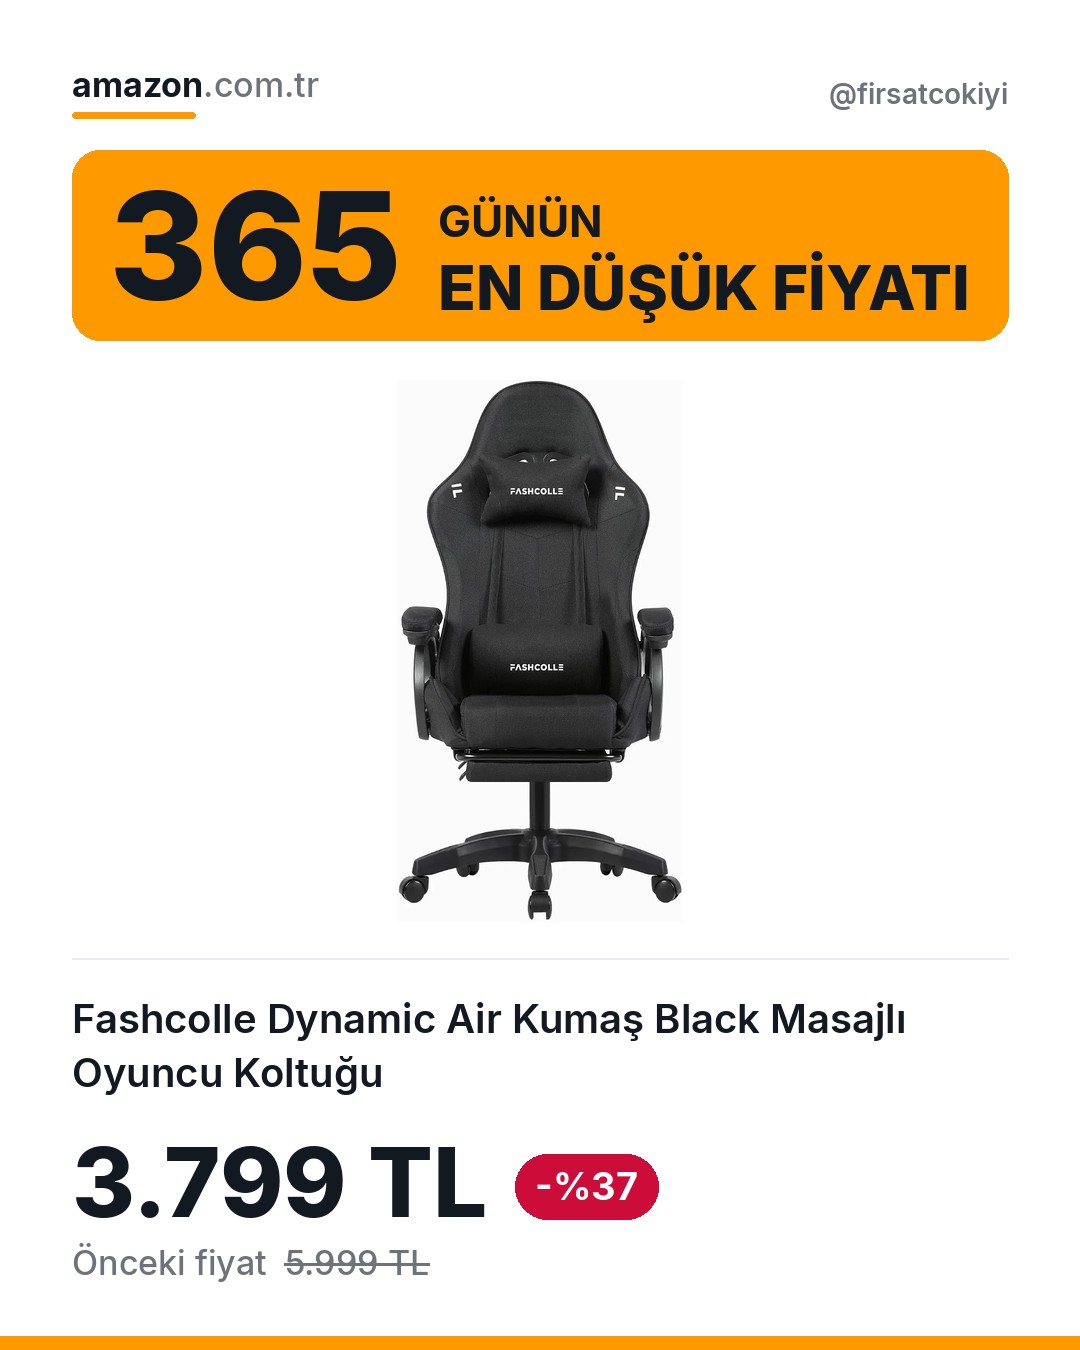 amazon.com.tr
@firsatcokiyi
365 GÜNÜN
EN DÜŞÜK FİYATI
F
F
FASHCOLLE
FASHCOLLE
Fashcolle Dynamic Air Kumaş Black Masajlı
Oyuncu Koltuğu
3.799 TL -%37
Önceki fiyat 5.999 TL